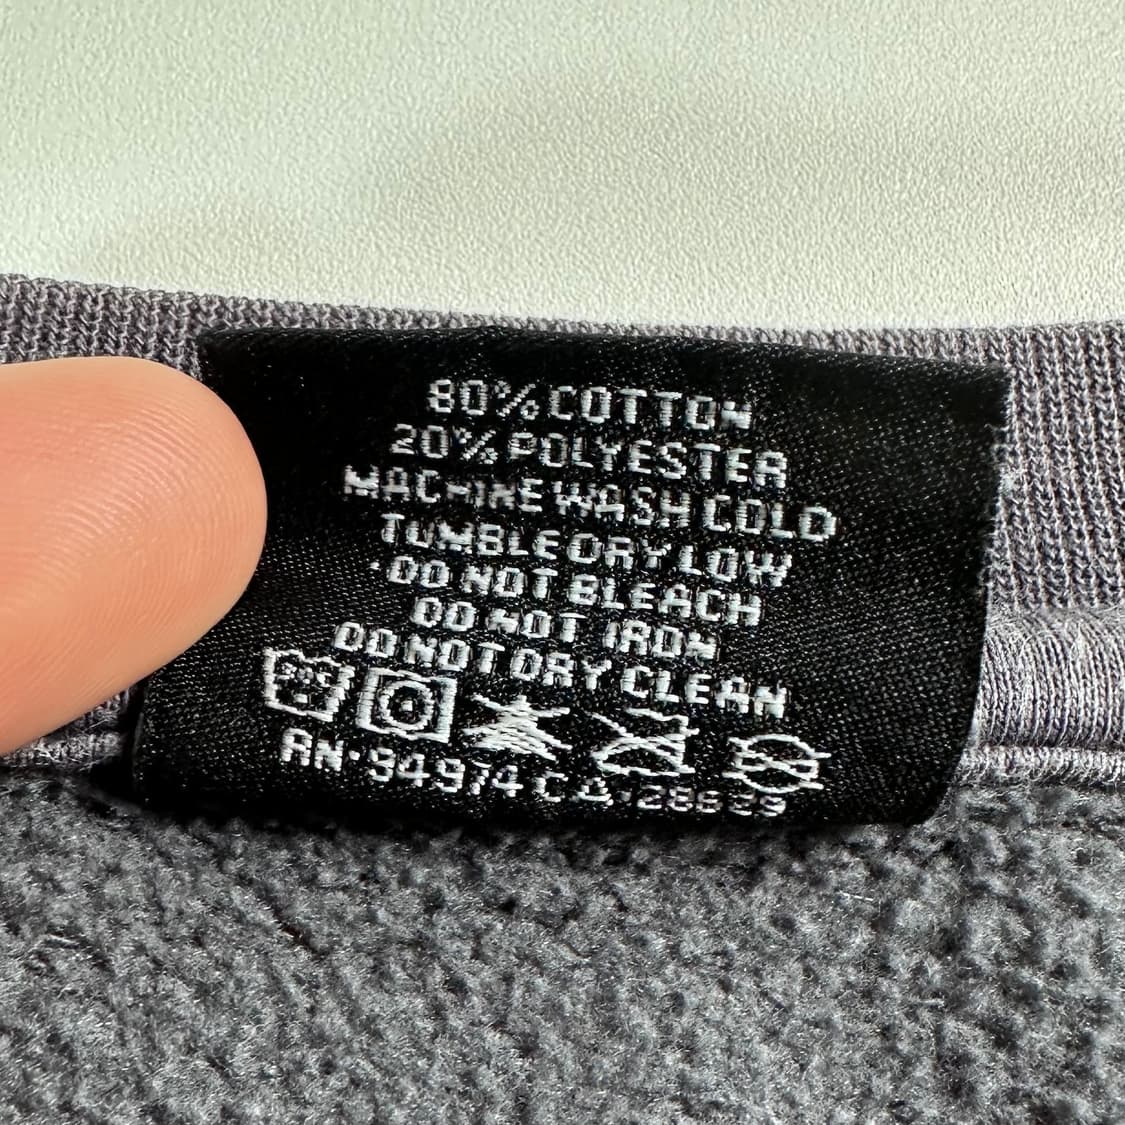 80% COTTON
20% POLYESTER
MACHINE WASH COLD
TUMBLE DRY LOW
DO NOT BLEACH
DO NOT IRON
DO NOT DRY CLEAN
RN·94974 CA·